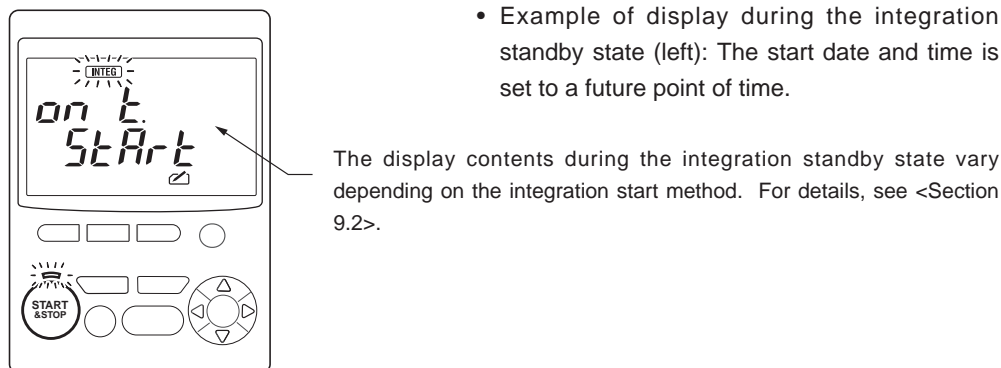 • Example of display during the integration
standby state (left): The start date and time is
set to a future point of time.
INTEG
on t.
StArt
The display contents during the integration standby state vary
depending on the integration start method. For details, see <Section
9.2>.
START
&STOP